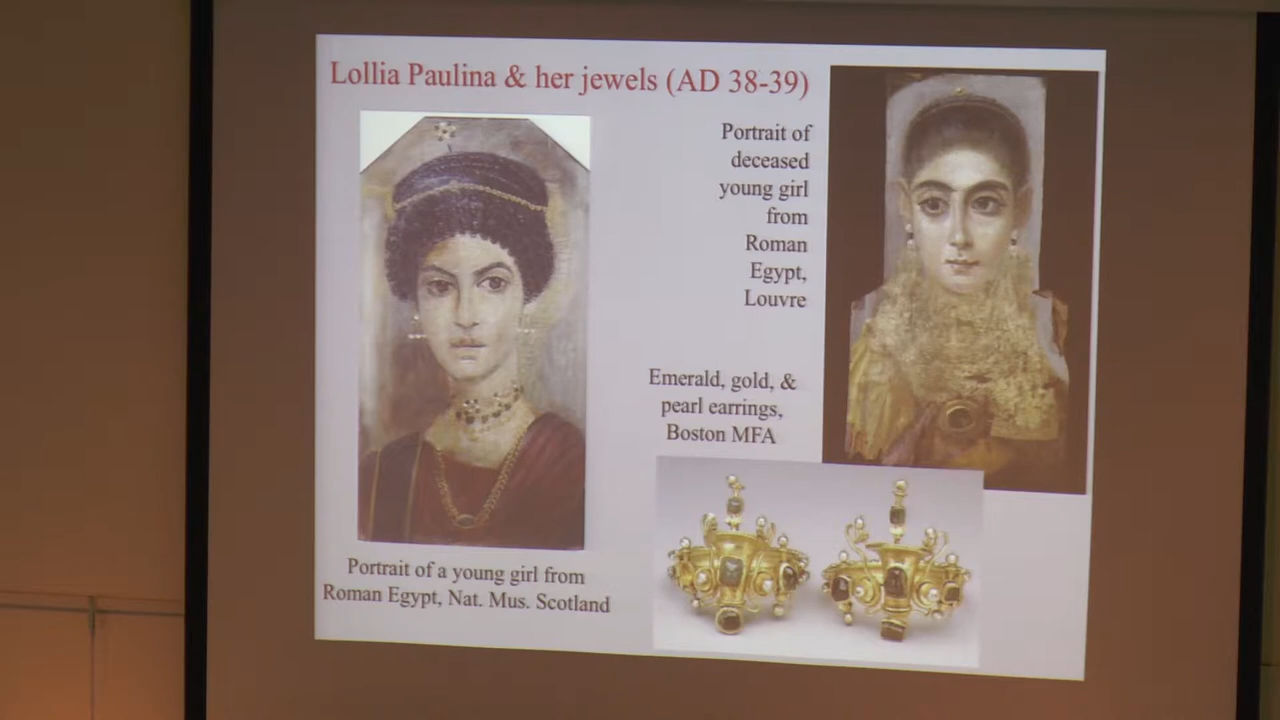 Lollia Paulina & her jewels (AD 38-39)
Portrait of
deceased
young girl
from
Roman
Egypt,
Louvre
Emerald, gold, &
pearl earrings,
Boston MFA
Portrait of a young girl from
Roman Egypt, Nat. Mus. Scotland